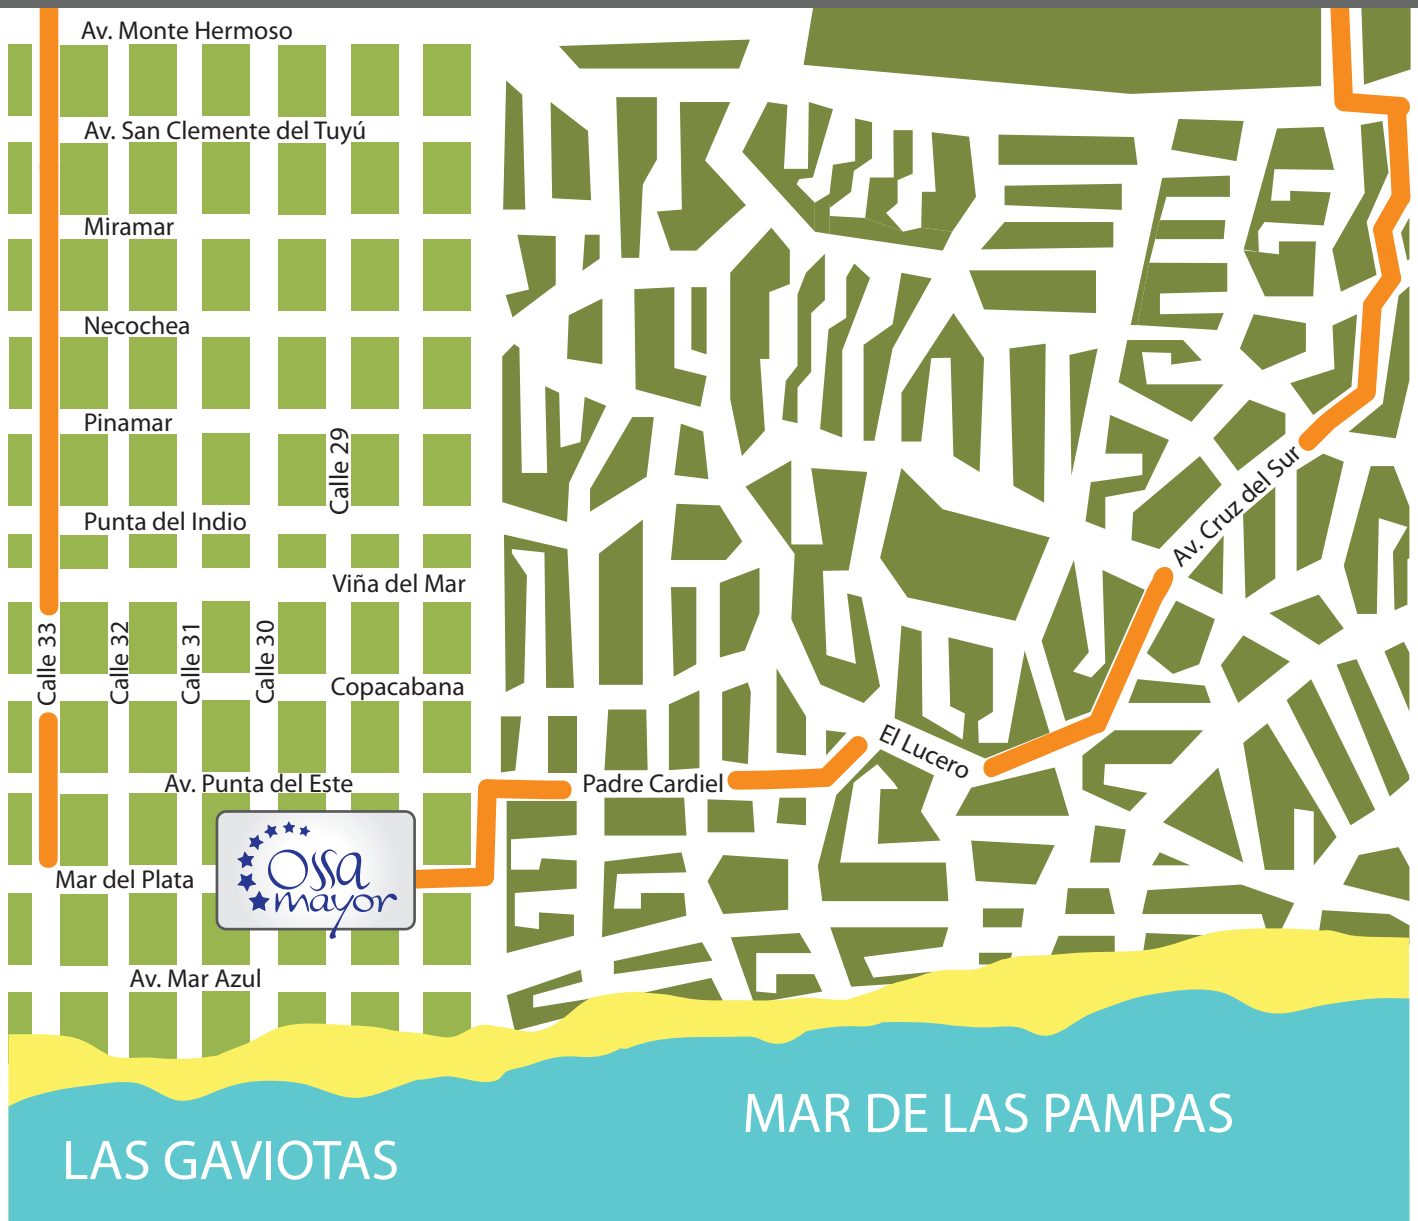 Av. Monte Hermoso
Av. San Clemente del Tuyú
Miramar
Necochea
Pinamar
Calle 29
Punta del Indio
Av. Cruz del Sur
Viña del Mar
Calle 33
Calle 32
Calle 31
Calle 30
Copacabana
El Lucero
Av. Punta del Este
Padre Cardiel
Ossa
mayor
Mar del Plata
Av. Mar Azul
MAR DE LAS PAMPAS
LAS GAVIOTAS